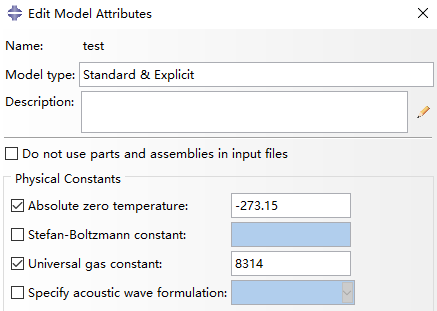 Edit Model Attributes
Name: test
Model type: Standard & Explicit
Description:
Do not use parts and assemblies in input files
Physical Constants
Absolute zero temperature: -273.15
Stefan-Boltzmann constant:
Universal gas constant: 8314
Specify acoustic wave formulation: